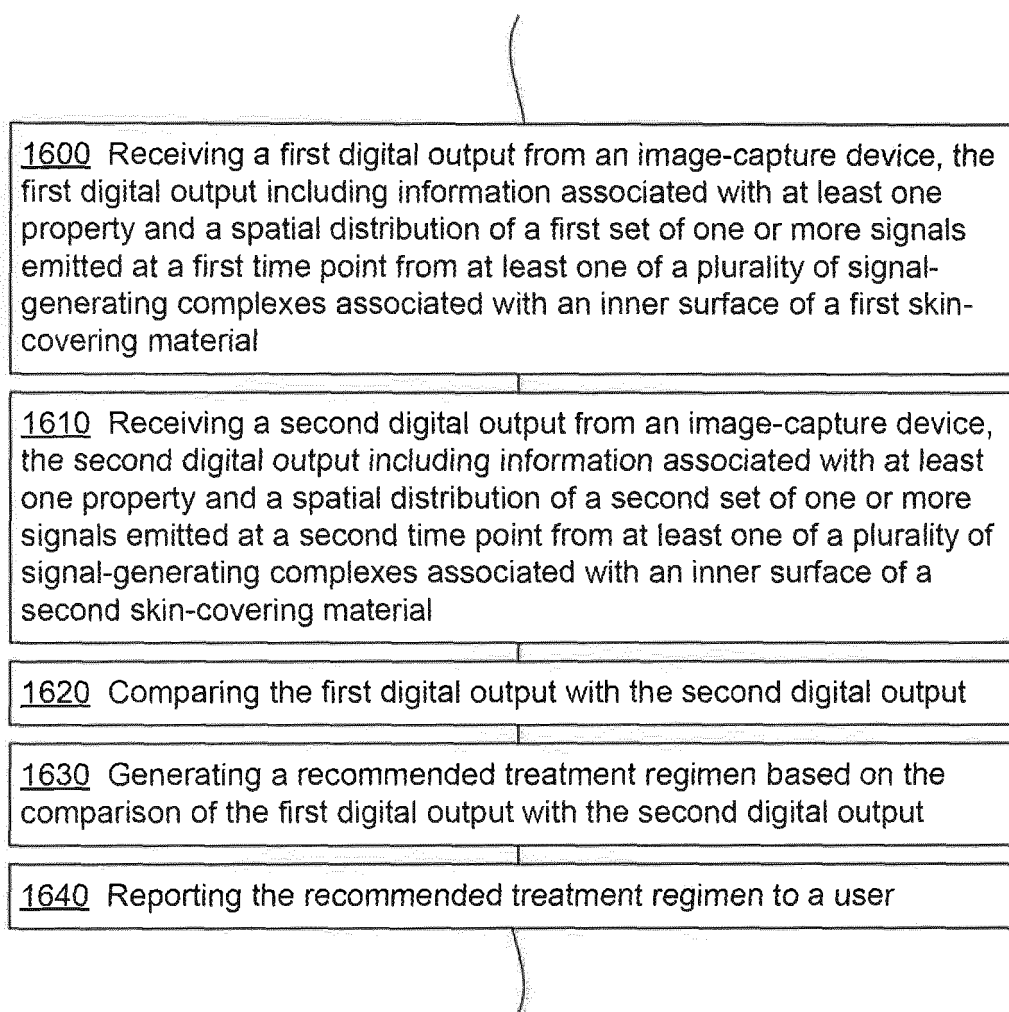 1600 Receiving a first digital output from an image-capture device, the
first digital output including information associated with at least one
property and a spatial distribution of a first set of one or more signals
emitted at a first time point from at least one of a plurality of signal-
generating complexes associated with an inner surface of a first skin-
covering material
1610 Receiving a second digital output from an image-capture device,
the second digital output including information associated with at least
one property and a spatial distribution of a second set of one or more
signals emitted at a second time point from at least one of a plurality of
signal-generating complexes associated with an inner surface of a
second skin-covering material
1620 Comparing the first digital output with the second digital output
1630 Generating a recommended treatment regimen based on the
comparison of the first digital output with the second digital output
1640 Reporting the recommended treatment regimen to a user